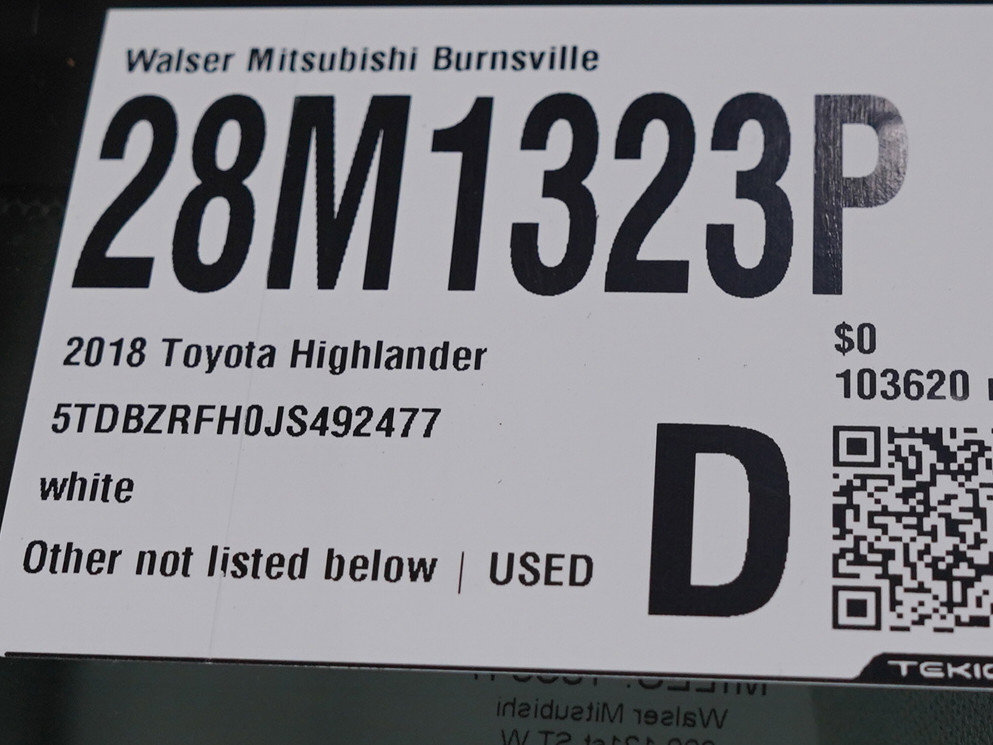 Walser Mitsubishi Burnsville
28M1323P
2018 Toyota Highlander
$0
103620
5TDBZRFH0JS492477
white
D
Other not listed below | USED
Walser Mitsubishi